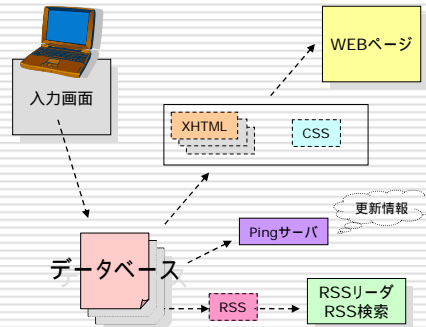 WEBページ
入力画面
XHTML
CSS
更新情報
Pingサーバ
データベース
RSS
RSSリーダ
RSS検索